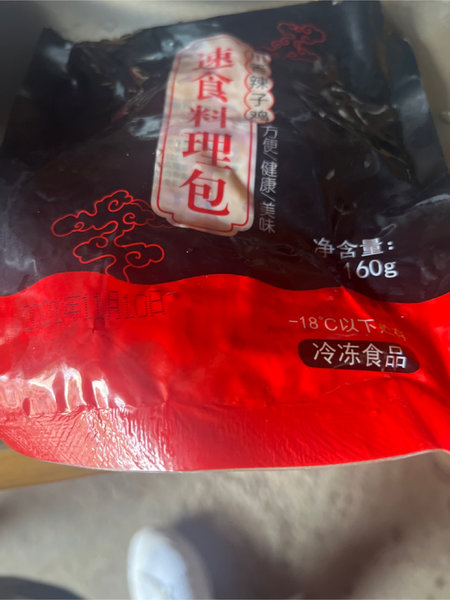 速食料理包
辣子鸡
方便/健康/美味
净含量:
160g
-18°C以下
冷冻食品